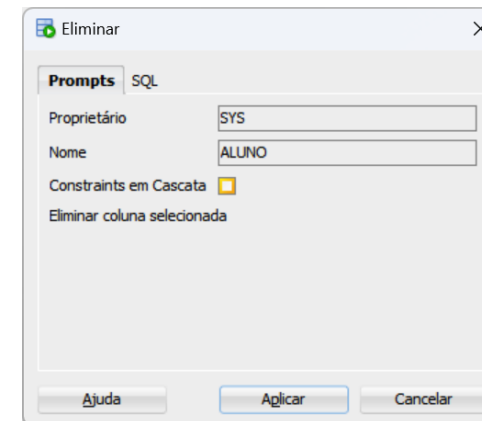 Eliminar
Prompts SQL
Proprietário SYS
Nome ALUNO
Constraints em Cascata
Eliminar coluna selecionada
Ajuda Aplicar Cancelar